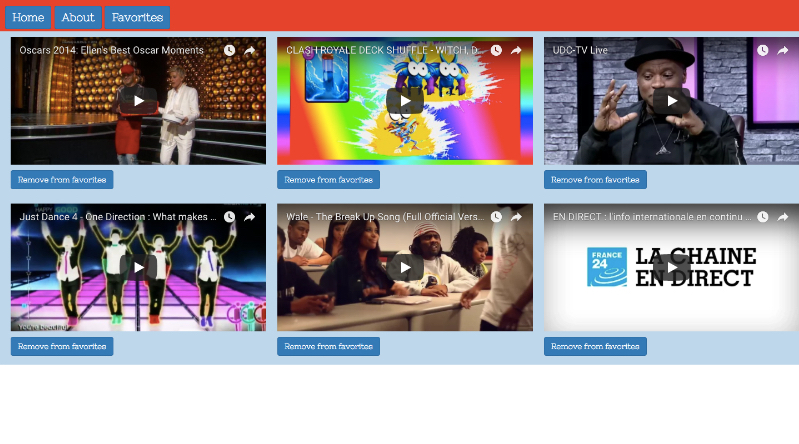 Home About Favorites
Oscars 2014: Ellen's Best Oscar Moments
CLASH ROYALE DECK SHUFFLE - WITCH, D...
UDC-TV Live
Remove from favorites
Remove from favorites
Remove from favorites
Just Dance 4 - One Direction : What makes ...
HAPPY
GOOD
You're beautiful
Wale - The Break Up Song (Full Official Vers...
EN DIRECT : l'info internationale en continu ...
FRANCE
24
LA CHAINE
EN DIRECT
Remove from favorites
Remove from favorites
Remove from favorites